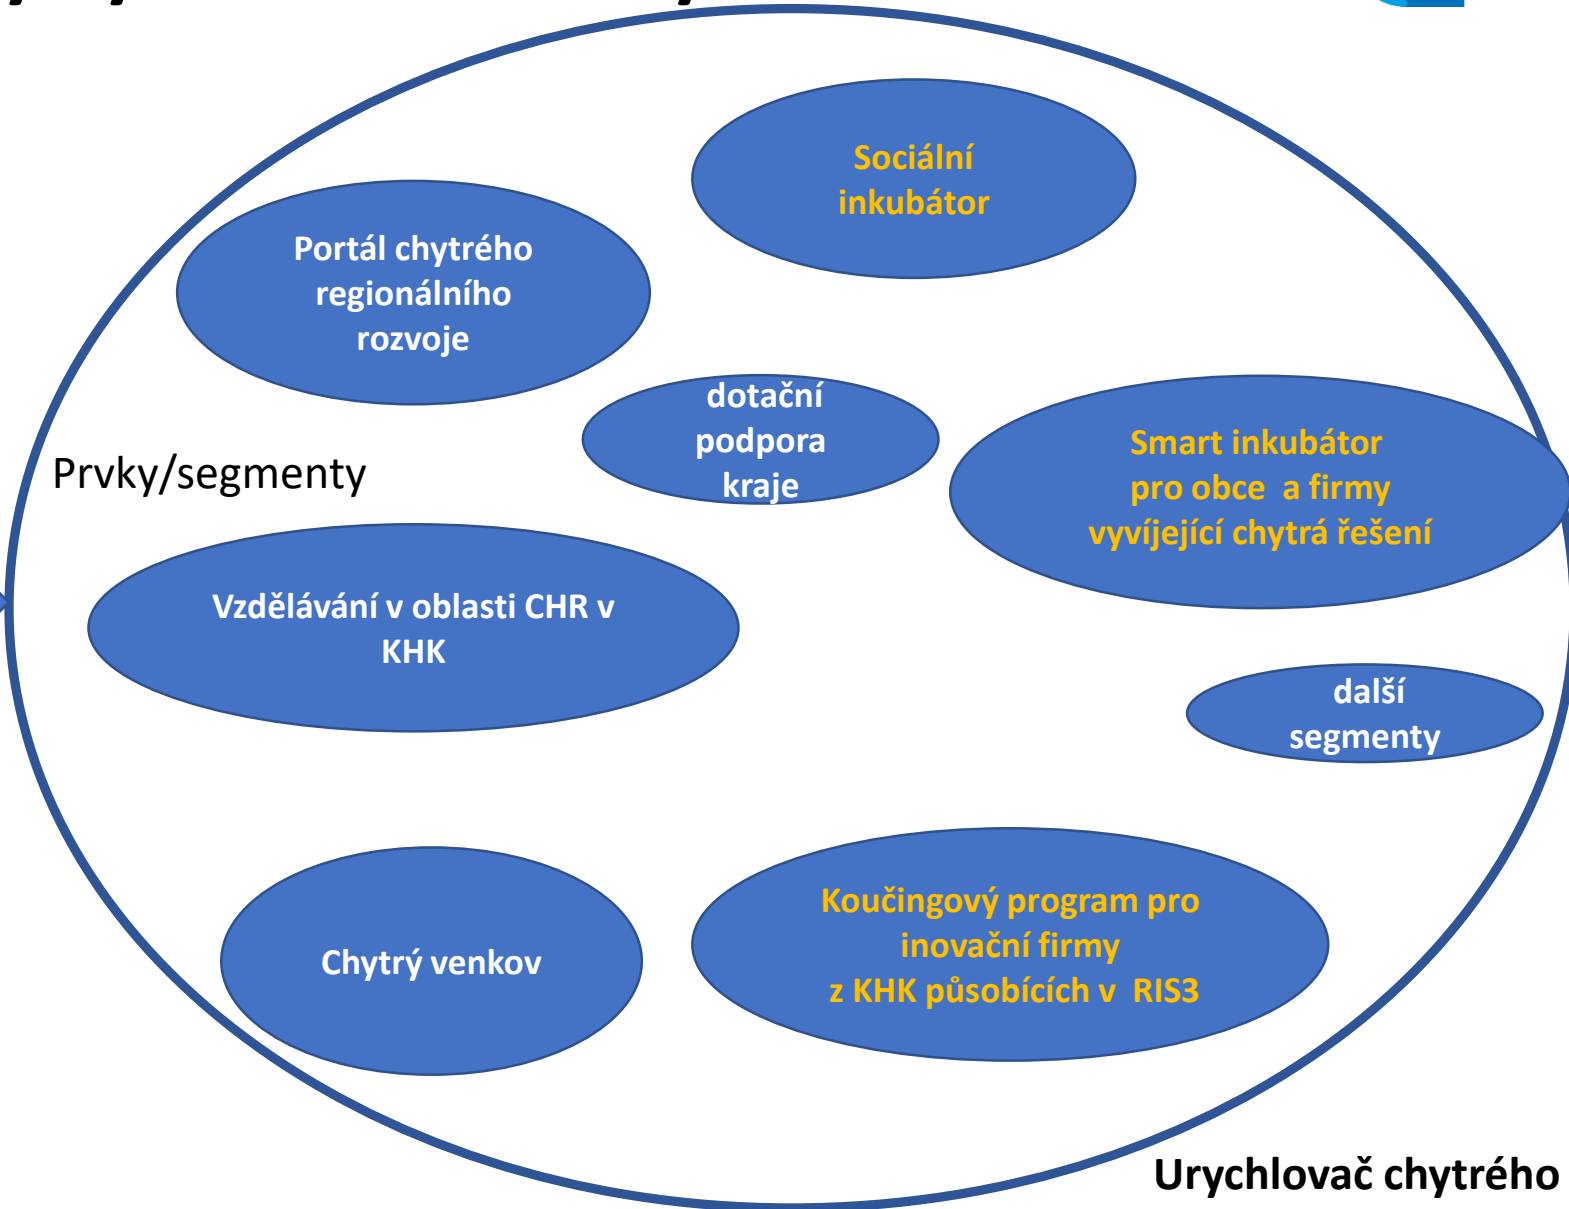 Sociální
inkubátor
Portál chytrého
regionálního
rozvoje
dotační
podpora
kraje
Smart inkubátor
pro obce a firmy
vyvíjející chytrá řešení
Prvky/segmenty
Vzdělávání v oblasti CHR v
KHK
další
segmenty
Chytrý venkov
Koučingový program pro
inovační firmy
z KHK působících v RIS3
Urychlovač chytrého